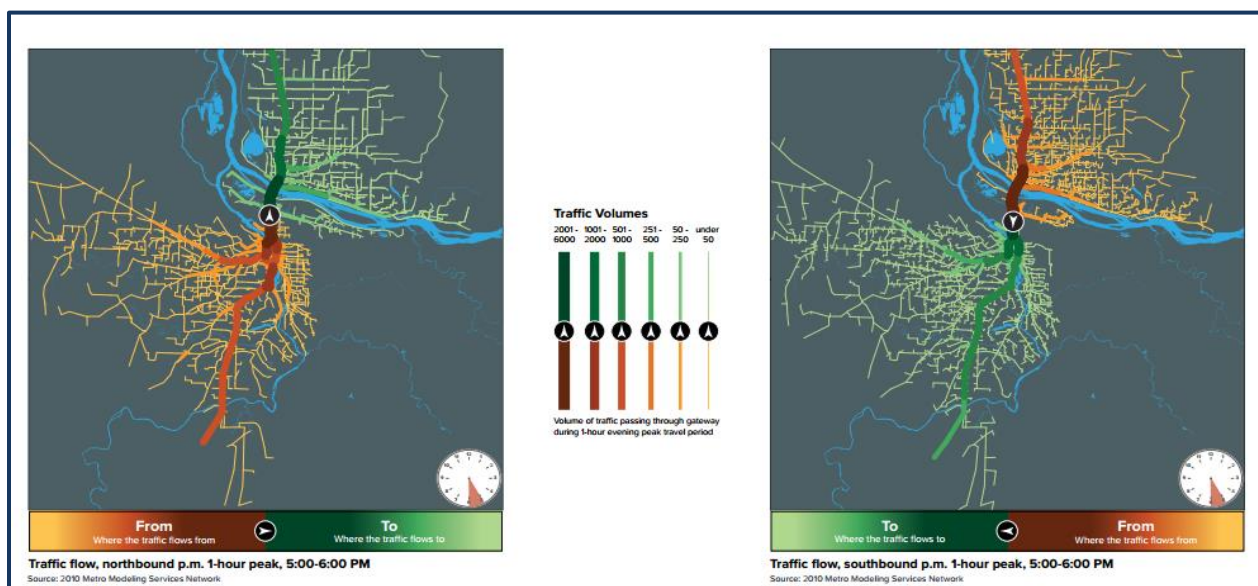 Traffic Volumes
2001 - 1001 - 501 - 251 - 50 - under
6000 2000 1000 500 250 50
Volume of traffic passing through gateway
during 1-hour evening peak travel period
From To
Where the traffic flows from Where the traffic flows to
Traffic flow, northbound p.m. 1-hour peak, 5:00-6:00 PM
Source: 2010 Metro Modeling Services Network
To From
Where the traffic flows to Where the traffic flows from
Traffic flow, southbound p.m. 1-hour peak, 5:00-6:00 PM
Source: 2010 Metro Modeling Services Network